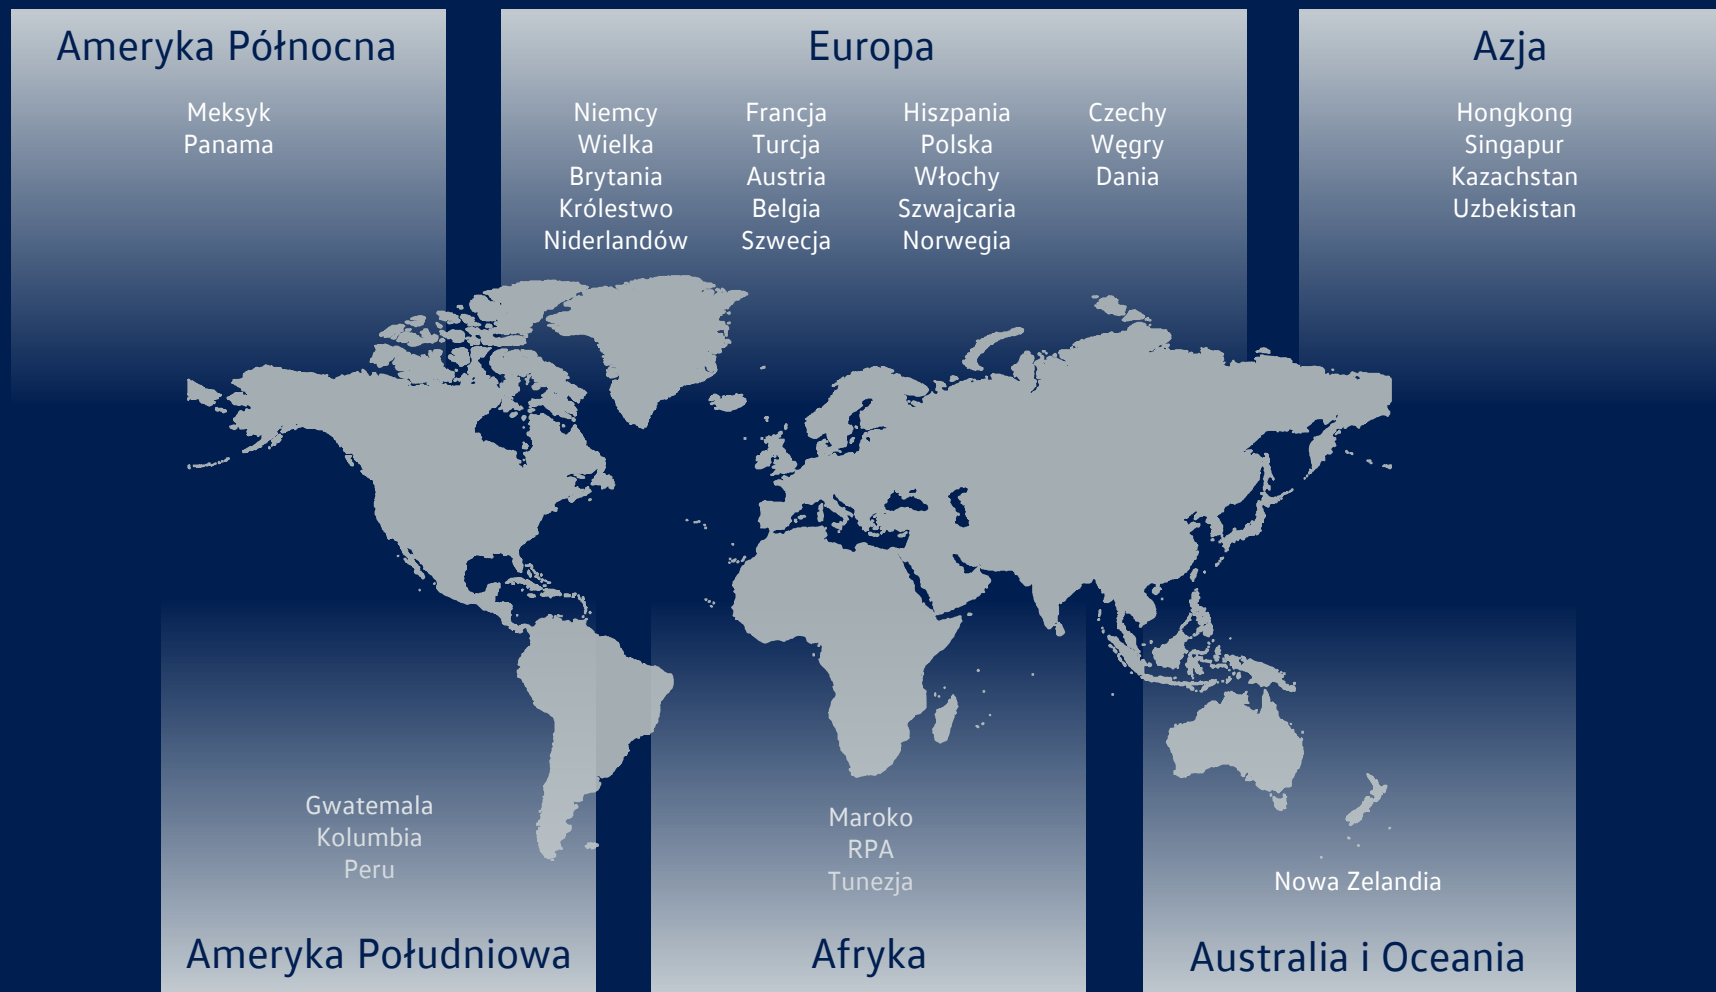 Ameryka Północna
Meksyk
Panama
Europa
Niemcy
Wielka
Brytania
Królestwo
Niderlandów
Francja
Turcja
Austria
Belgia
Szwecja
Hiszpania
Polska
Włochy
Szwajcaria
Norwegia
Czechy
Węgry
Dania
Azja
Hongkong
Singapur
Kazachstan
Uzbekistan
Gwatemala
Kolumbia
Peru
Ameryka Południowa
Maroko
RPA
Tunezja
Afryka
Nowa Zelandia
Australia i Oceania